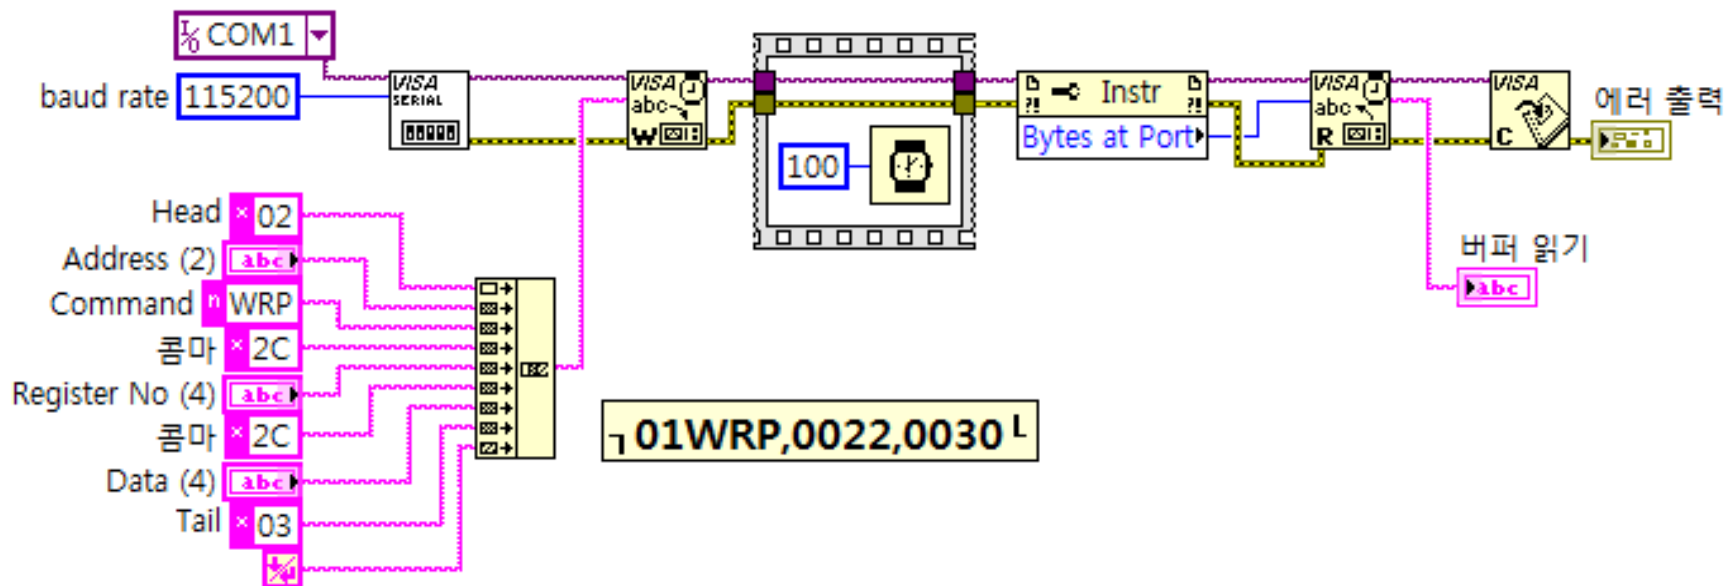 I/O COM1
baud rate 115200
VISA SERIAL
VISA abc W
100
Instr
Bytes at Port
VISA abc R
VISA C
에러 출력
버퍼 읽기
abc
Head × 02
Address (2) abc
Command n WRP
콤마 × 2C
Register No (4) abc
콤마 × 2C
Data (4) abc
Tail × 03
┐01WRP,0022,0030└